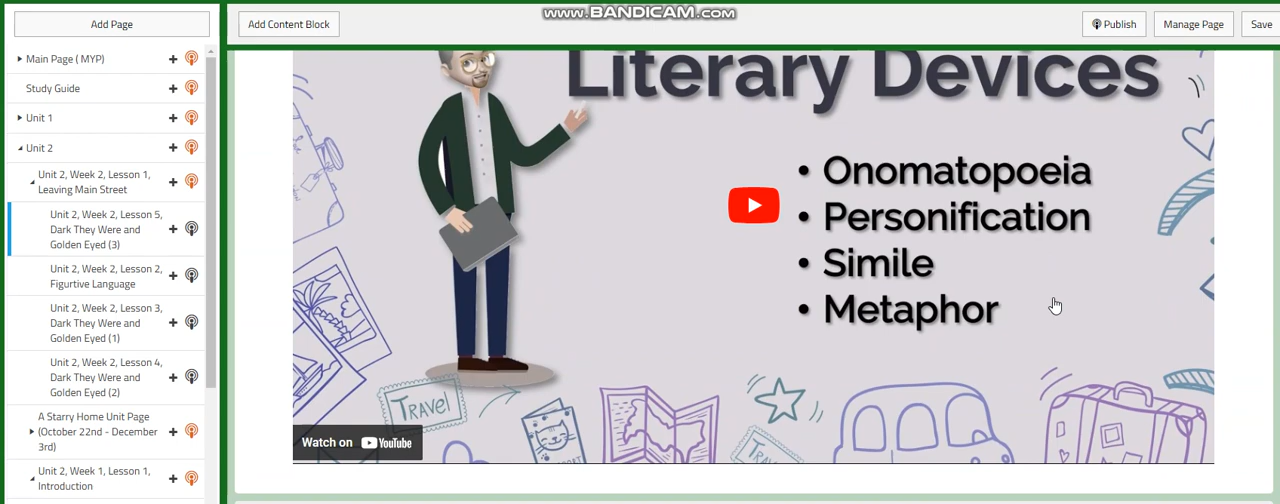 www.BANDICAM.com
Add Page
Add Content Block
Publish
Manage Page
Save
Main Page ( MYP)
Study Guide
Unit 1
Unit 2
Unit 2, Week 2, Lesson 1,
Leaving Main Street
Unit 2, Week 2, Lesson 5,
Dark They Were and
Golden Eyed (3)
Unit 2, Week 2, Lesson 2,
Figurtive Language
Unit 2, Week 2, Lesson 3,
Dark They Were and
Golden Eyed (1)
Unit 2, Week 2, Lesson 4,
Dark They Were and
Golden Eyed (2)
A Starry Home Unit Page
(October 22nd - December
3rd)
Unit 2, Week 1, Lesson 1,
Introduction
Literary Devices
• Onomatopoeia
• Personification
• Simile
• Metaphor
TRAVEL
TRAVEL
Watch on YouTube